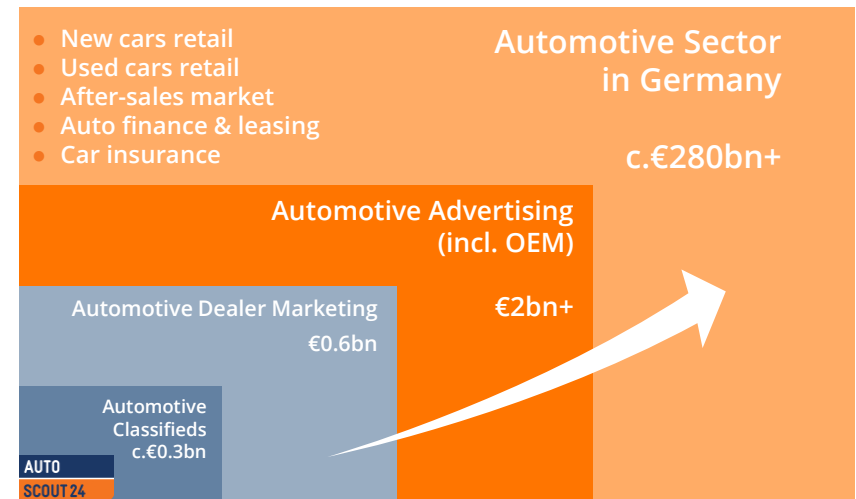 ● New cars retail
● Used cars retail
● After-sales market
● Auto finance & leasing
● Car insurance
Automotive Sector
in Germany
c.€280bn+
Automotive Advertising
(incl. OEM)
€2bn+
Automotive Dealer Marketing
€0.6bn
Automotive
Classifieds
c.€0.3bn
AUTO
SCOUT24